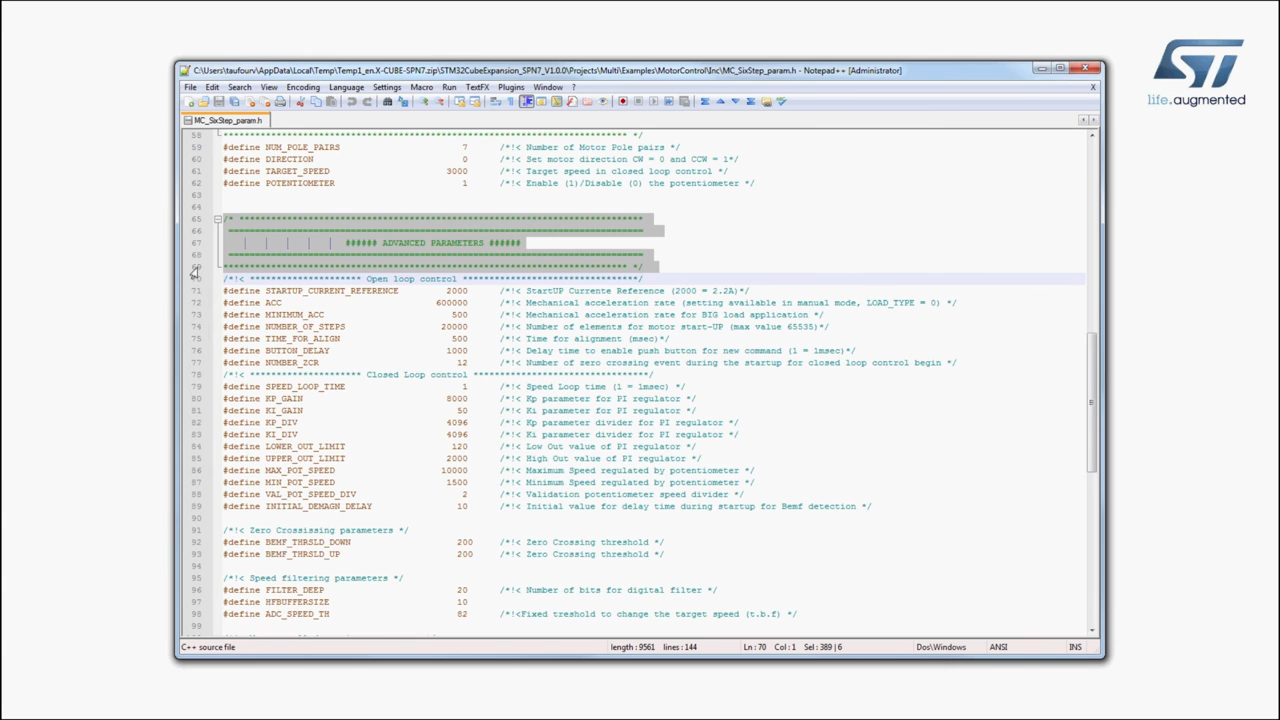 ST
life.augmented
C:\Users\taufourv\AppData\Local\Temp\Temp1_en.X-CUBE-SPN7.zip\STM32CubeExpansion_SPN7_V1.0.0\Projects\Multi\Examples\MotorControl\Inc\MC_SixStep_param.h - Notepad++ [Administrator]
File Edit Search View Encoding Language Settings Macro Run TextFX Plugins Window ?
X
MC_SixStep_param.h
58 ************************************************************************** */
59 #define NUM_POLE_PAIRS 7 /*!< Number of Motor Pole pairs */
60 #define DIRECTION 0 /*!< Set motor direction CW = 0 and CCW = 1*/
61 #define TARGET_SPEED 3000 /*!< Target speed in closed loop control */
62 #define POTENTIOMETER 1 /*!< Enable (1)/Disable (0) the potentiometer */
63
64
65 /* **************************************************************************
66 ==============================================================================
67 ###### ADVANCED PARAMETERS ######
68 ==============================================================================
69 ************************************************************************** */
/*!< ********************* Open loop control *********************************/
71 #define STARTUP_CURRENT_REFERENCE 2000 /*!< StartUP Currente Reference (2000 = 2.2A)*/
72 #define ACC 600000 /*!< Mechanical acceleration rate (setting available in manual mode, LOAD_TYPE = 0) */
73 #define MINIMUM_ACC 500 /*!< Mechanical acceleration rate for BIG load application */
74 #define NUMBER_OF_STEPS 20000 /*!< Number of elements for motor start-UP (max value 65535)*/
75 #define TIME_FOR_ALIGN 500 /*!< Time for alignment (msec)*/
76 #define BUTTON_DELAY 1000 /*!< Delay time to enable push button for new command (1 = 1msec)*/
77 #define NUMBER_ZCR 12 /*!< Number of zero crossing event during the startup for closed loop control begin */
78 /*!< ********************* Closed Loop control *********************************/
79 #define SPEED_LOOP_TIME 1 /*!< Speed Loop time (1 = 1msec) */
80 #define KP_GAIN 8000 /*!< Kp parameter for PI regulator */
81 #define KI_GAIN 50 /*!< Ki parameter for PI regulator */
82 #define KP_DIV 4096 /*!< Kp parameter divider for PI regulator */
83 #define KI_DIV 4096 /*!< Ki parameter divider for PI regulator */
84 #define LOWER_OUT_LIMIT 120 /*!< Low Out value of PI regulator */
85 #define UPPER_OUT_LIMIT 2000 /*!< High Out value of PI regulator */
86 #define MAX_POT_SPEED 10000 /*!< Maximum Speed regulated by potentiometer */
87 #define MIN_POT_SPEED 1500 /*!< Minimum Speed regulated by potentiometer */
88 #define VAL_POT_SPEED_DIV 2 /*!< Validation potentiometer speed divider */
89 #define INITIAL_DEMAGN_DELAY 10 /*!< Initial value for delay time during startup for Bemf detection */
90
91 /*!< Zero Crossissing parameters */
92 #define BEMF_THRSLD_DOWN 200 /*!< Zero Crossing threshold */
93 #define BEMF_THRSLD_UP 200 /*!< Zero Crossing threshold */
94
95 /*!< Speed filtering parameters */
96 #define FILTER_DEEP 20 /*!< Number of bits for digital filter */
97 #define HFBUFFERSIZE 10
98 #define ADC_SPEED_TH 82 /*!<Fixed treshold to change the target speed (t.b.f) */
99
C++ source file length : 9561 lines : 144 Ln : 70 Col : 1 Sel : 389 | 6 Dos\Windows ANSI INS